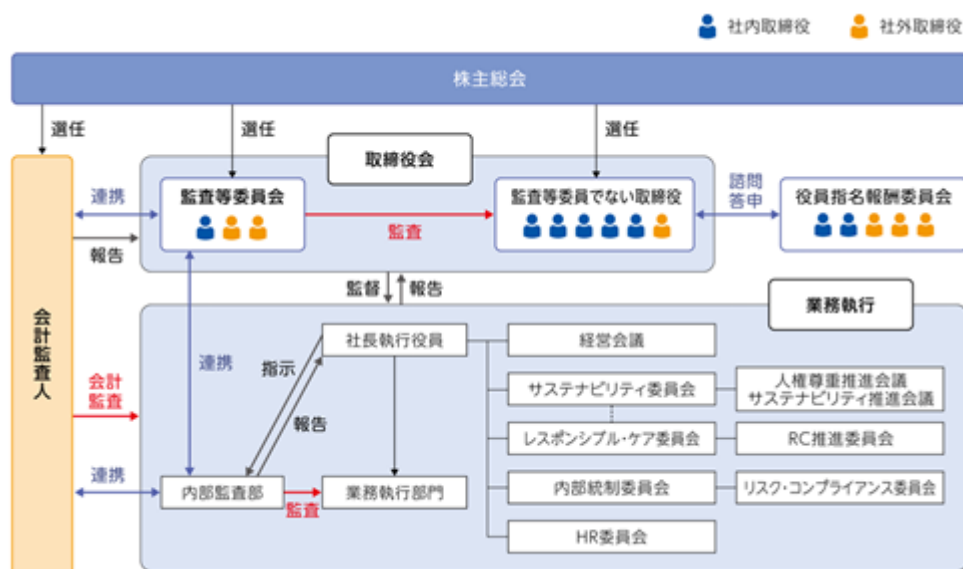 社内取締役
社外取締役
株主総会
選任
選任
選任
取締役会
連携
監査等委員会
監査
監査等委員でない取締役
諮問
答申
役員指名報酬委員会
報告
監督
報告
業務執行
会計監査人
社長執行役員
経営会議
連携
指示
サステナビリティ委員会
人権尊重推進会議
サステナビリティ推進会議
会計
監査
報告
レスポンシブル・ケア委員会
RC推進委員会
連携
内部監査部
監査
業務執行部門
内部統制委員会
リスク・コンプライアンス委員会
HR委員会